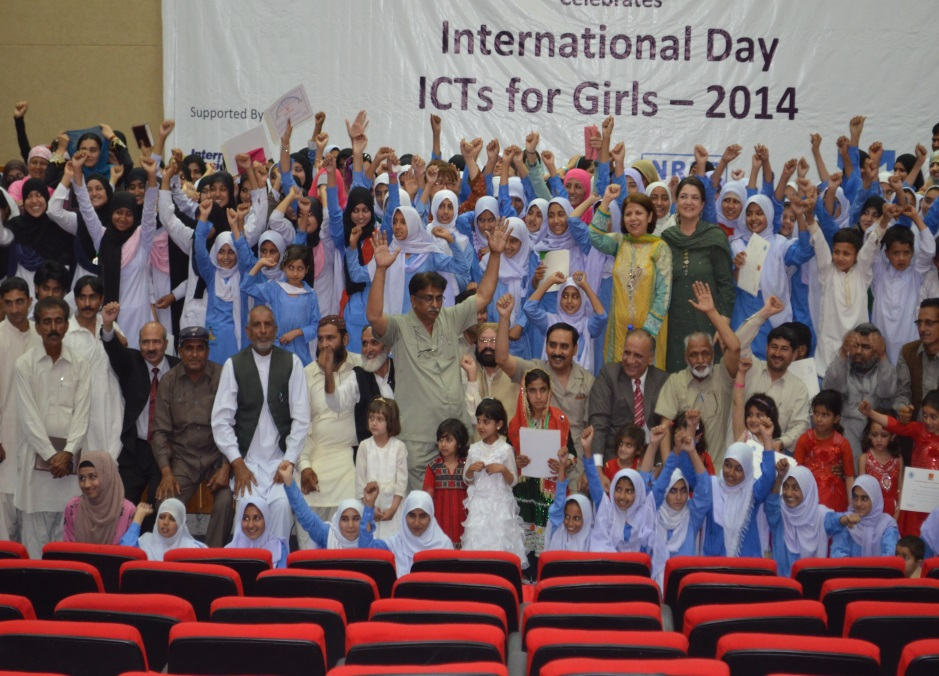 Celebrates
International Day
ICTs for Girls – 2014
Supported By